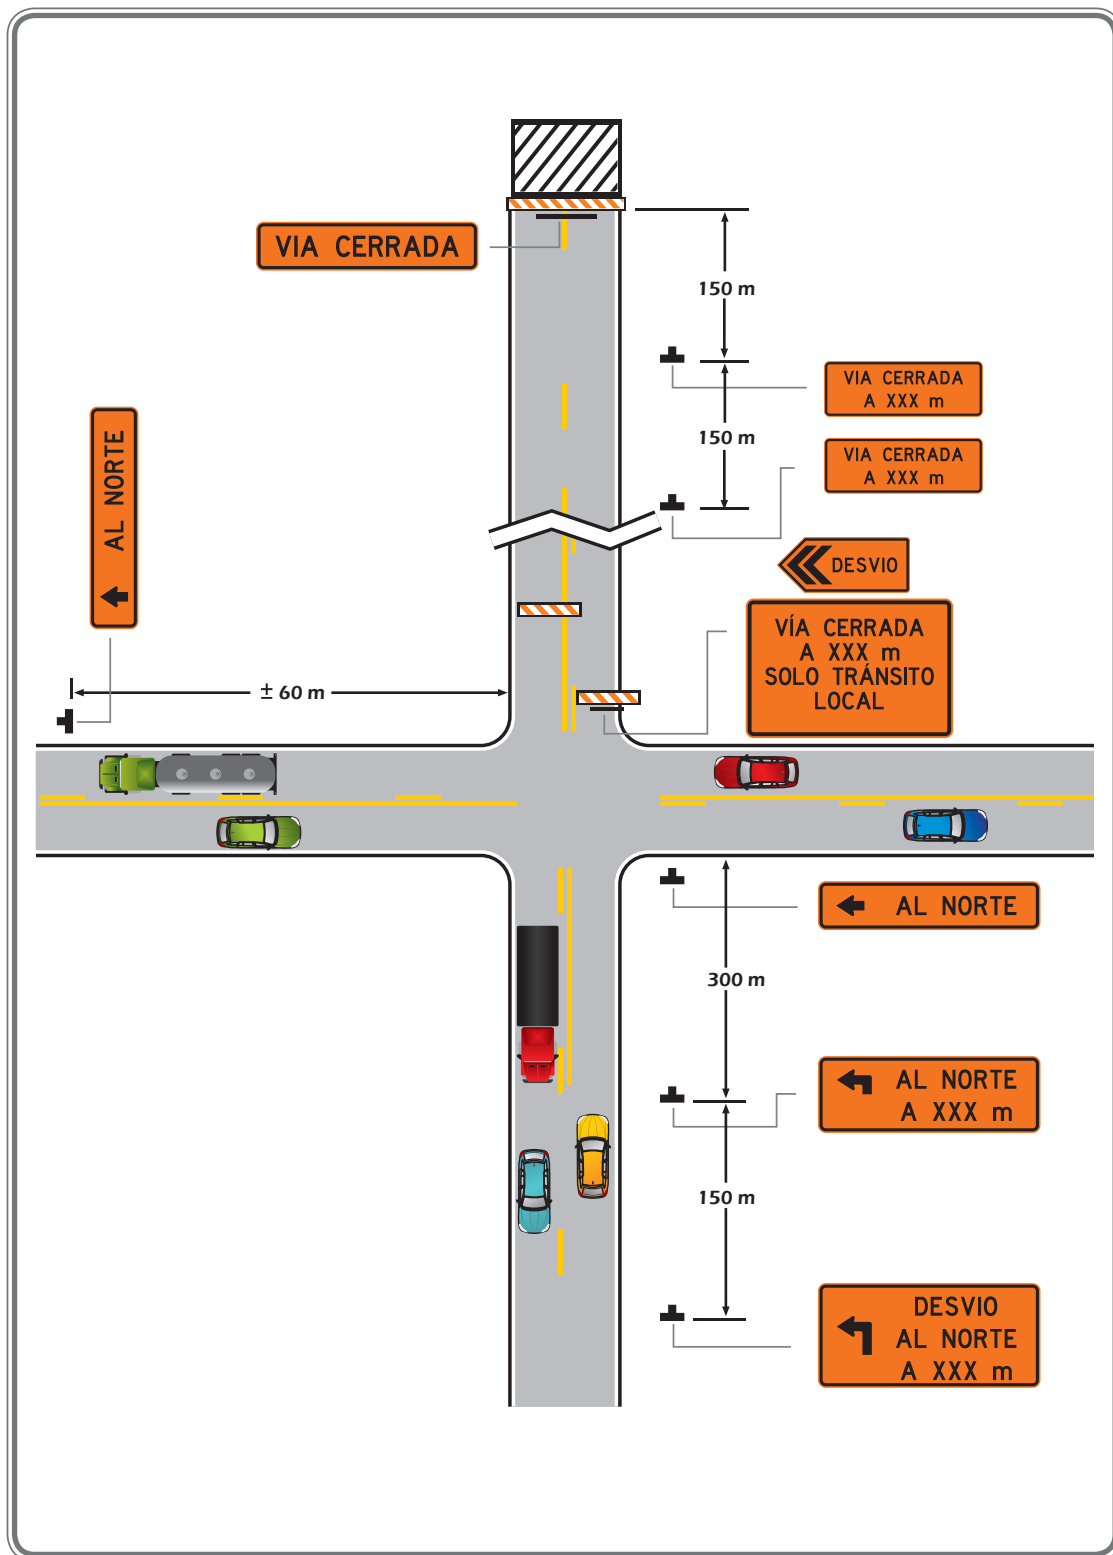 VIA CERRADA
150 m
VIA CERRADA
A XXX m
150 m
VIA CERRADA
A XXX m
AL NORTE
DESVIO
VÍA CERRADA
A XXX m
SOLO TRÁNSITO
LOCAL
± 60 m
AL NORTE
300 m
AL NORTE
A XXX m
150 m
DESVIO
AL NORTE
A XXX m